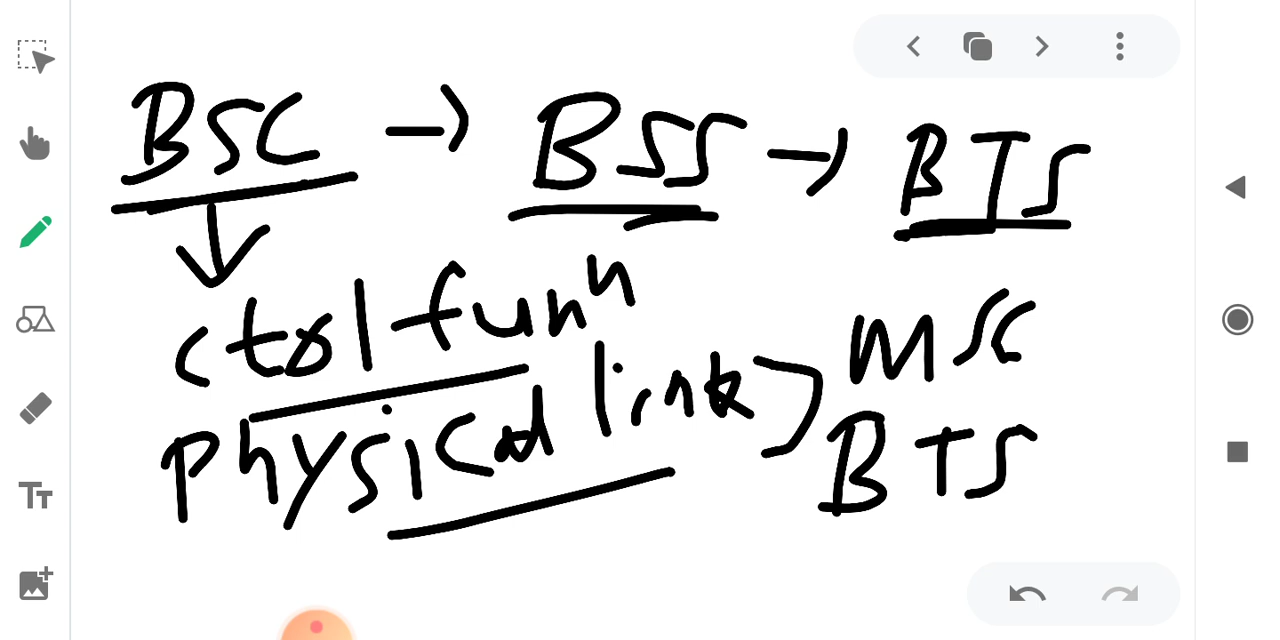 BSC → BSS → BTS
↓
ctrl funⁿ
MSC
physical link
BTS